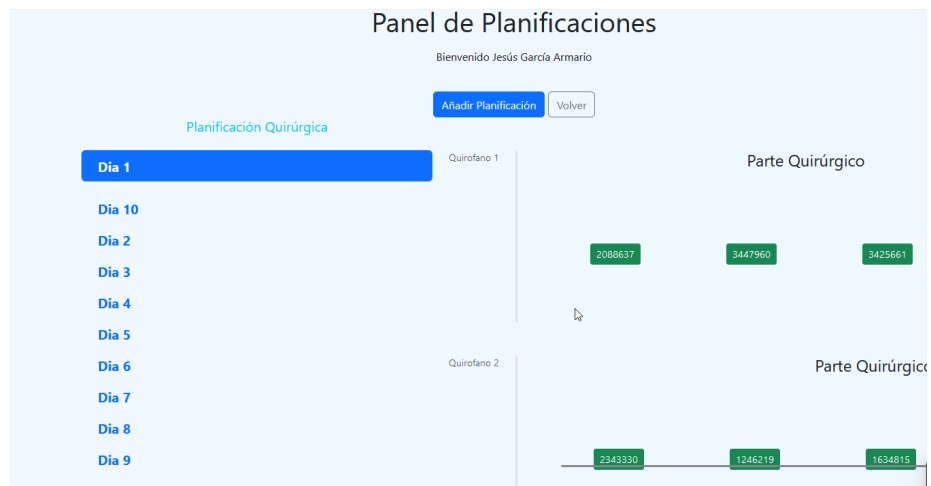 Panel de Planificaciones
Bienvenido Jesús García Armario
Añadir Planificación Volver
Planificación Quirúrgica
Dia 1
Dia 10
Dia 2
Dia 3
Dia 4
Dia 5
Dia 6
Dia 7
Dia 8
Dia 9
Quirofano 1
Parte Quirúrgico
2088637 3447960 3425661
Quirofano 2
Parte Quirúrgico
2343330 1246219 1634815